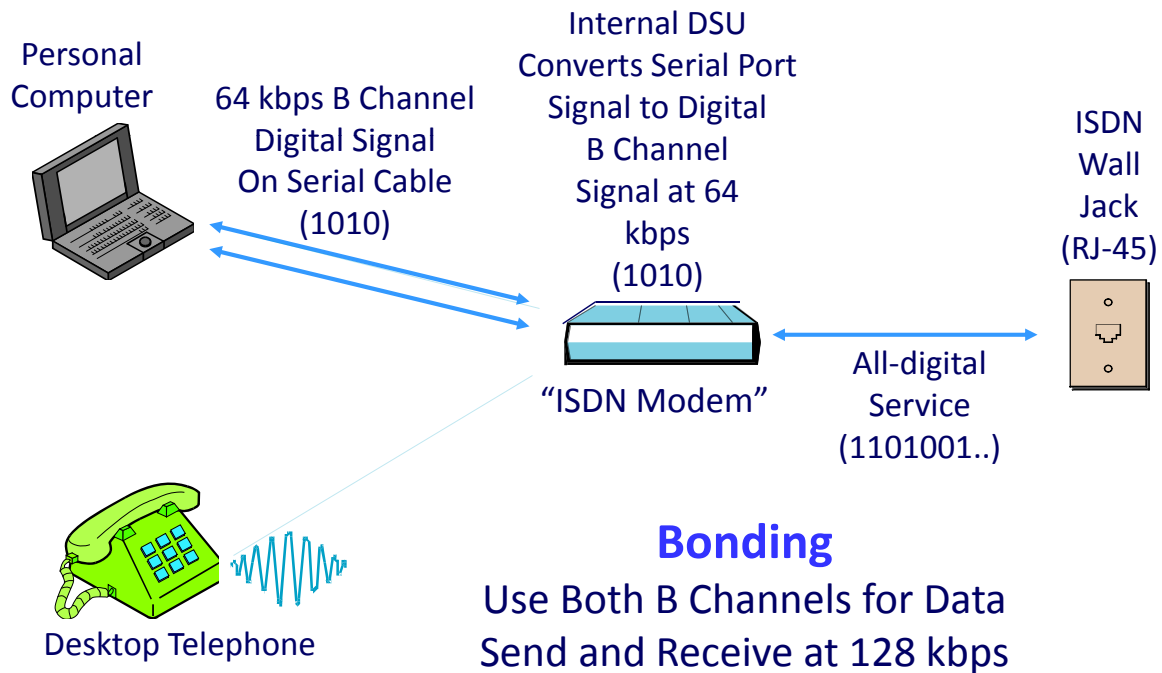 Personal
Computer
64 kbps B Channel
Digital Signal
On Serial Cable
(1010)
Internal DSU
Converts Serial Port
Signal to Digital
B Channel
Signal at 64
kbps
(1010)
ISDN
Wall
Jack
(RJ-45)
“ISDN Modem”
All-digital
Service
(1101001..)
Desktop Telephone
Bonding
Use Both B Channels for Data
Send and Receive at 128 kbps